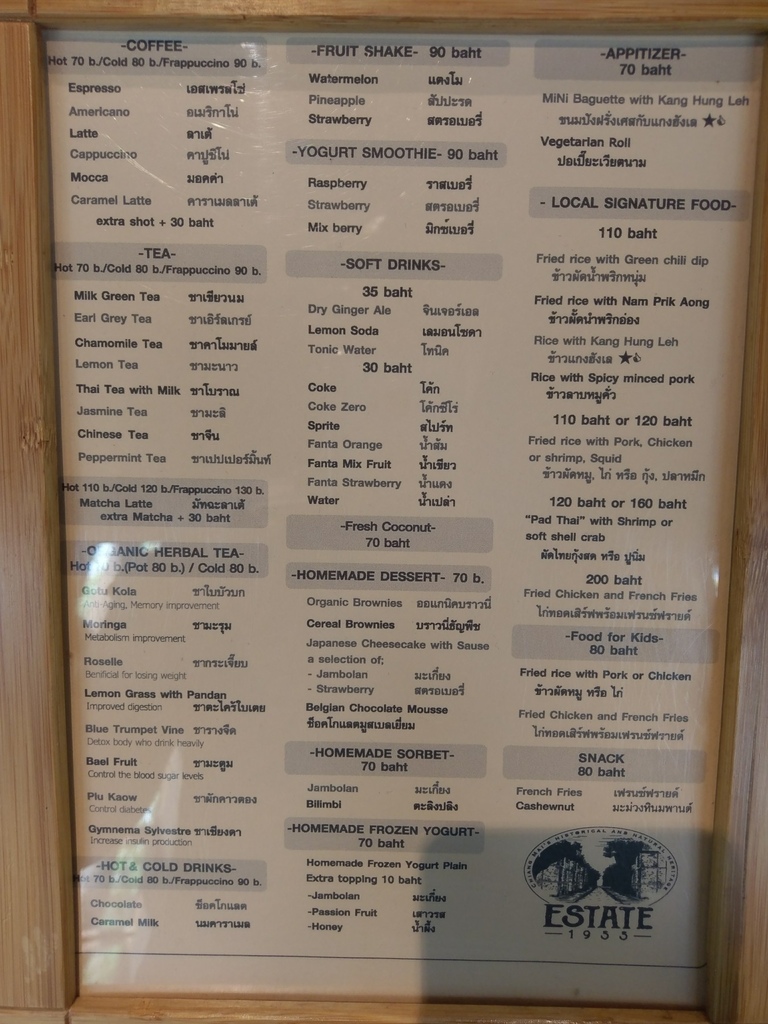 -COFFEE-
Hot 70 b./Cold 80 b./Frappuccino 90 b.
Espresso เอสเพรสโซ่
Americano อเมริกาโน่
Latte ลาเต้
Cappuccino คาปูชิโน่
Mocca มอคค่า
Caramel Latte คาราเมลลาเต้
extra shot + 30 baht
-TEA-
Hot 70 b./Cold 80 b./Frappuccino 90 b.
Milk Green Tea ชาเขียวนม
Earl Grey Tea ชาเอิร์ลเกรย์
Chamomile Tea ชาคาโมมายล์
Lemon Tea ชามะนาว
Thai Tea with Milk ชาโบราณ
Jasmine Tea ชามะลิ
Chinese Tea ชาจีน
Peppermint Tea ชาเปปเปอร์มิ้นท์
Hot 110 b./Cold 120 b./Frappuccino 130 b.
Matcha Latte มัทฉะลาเต้
extra Matcha + 30 baht
-ORGANIC HERBAL TEA-
Hot 70 b.(Pot 80 b.) / Cold 80 b.
Gotu Kola ชาใบบัวบก
Anti-Aging, Memory improvement
Moringa ชามะรุม
Metabolism improvement
Roselle ชากระเจี๊ยบ
Benificial for losing weight
Lemon Grass with Pandan
Improved digestion ชาตะไคร้ใบเตย
Blue Trumpet Vine ชารางจืด
Detox body who drink heavily
Bael Fruit ชามะตูม
Control the blood sugar levels
Plu Kaow ชาผักคาวตอง
Control diabetes
Gymnema Sylvestre ชาเชียงดา
Increase insulin production
-HOT & COLD DRINKS-
Hot 70 b./Cold 80 b./Frappuccino 90 b.
Chocolate ช็อคโกแลต
Caramel Milk นมคาราเมล
-FRUIT SHAKE- 90 baht
Watermelon แตงโม
Pineapple สัปปะรด
Strawberry สตรอเบอรี่
-YOGURT SMOOTHIE- 90 baht
Raspberry ราสเบอรี่
Strawberry สตรอเบอรี่
Mix berry มิกซ์เบอรี่
-SOFT DRINKS-
35 baht
Dry Ginger Ale จินเจอร์เอล
Lemon Soda เลมอนโซดา
Tonic Water โทนิค
30 baht
Coke โค้ก
Coke Zero โค้กซีโร่
Sprite สไปร์ท
Fanta Orange น้ำส้ม
Fanta Mix Fruit น้ำเขียว
Fanta Strawberry น้ำแดง
Water น้ำเปล่า
-Fresh Coconut-
70 baht
-HOMEMADE DESSERT- 70 b.
Organic Brownies ออแกนิคบราวนี่
Cereal Brownies บราวนี่ธัญพืช
Japanese Cheesecake with Sause
a selection of;
- Jambolan มะเกี๋ยง
- Strawberry สตรอเบอรี่
Belgian Chocolate Mousse
ช็อคโกแลตมูสเบลเยี่ยม
-HOMEMADE SORBET-
70 baht
Jambolan มะเกี๋ยง
Bilimbi ตะลิงปลิง
-HOMEMADE FROZEN YOGURT-
70 baht
Homemade Frozen Yogurt Plain
Extra topping 10 baht
-Jambolan มะเกี๋ยง
-Passion Fruit เสาวรส
-Honey น้ำผึ้ง
-APPITIZER-
70 baht
MiNi Baguette with Kang Hung Leh
ขนมปังฝรั่งเศสกับแกงฮังเล ★👍
Vegetarian Roll
ปอเปี๊ยะเวียดนาม
- LOCAL SIGNATURE FOOD-
110 baht
Fried rice with Green chili dip
ข้าวผัดน้ำพริกหนุ่ม
Fried rice with Nam Prik Aong
ข้าวผัดน้ำพริกอ่อง
Rice with Kang Hung Leh
ข้าวแกงฮังเล ★👍
Rice with Spicy minced pork
ข้าวลาบหมูคั่ว
110 baht or 120 baht
Fried rice with Pork, Chicken
or shrimp, Squid
ข้าวผัดหมู, ไก่ หรือ กุ้ง, ปลาหมึก
120 baht or 160 baht
"Pad Thai" with Shrimp or
soft shell crab
ผัดไทยกุ้งสด หรือ ปูนิ่ม
200 baht
Fried Chicken and French Fries
ไก่ทอดเสิร์ฟพร้อมเฟรนช์ฟรายด์
-Food for Kids-
80 baht
Fried rice with Pork or Chicken
ข้าวผัดหมู หรือ ไก่
Fried Chicken and French Fries
ไก่ทอดเสิร์ฟพร้อมเฟรนช์ฟรายด์
SNACK
80 baht
French Fries เฟรนช์ฟรายด์
Cashewnut มะม่วงหินมพานต์
HISTORICAL AND NATURAL
ESTATE
-1955-